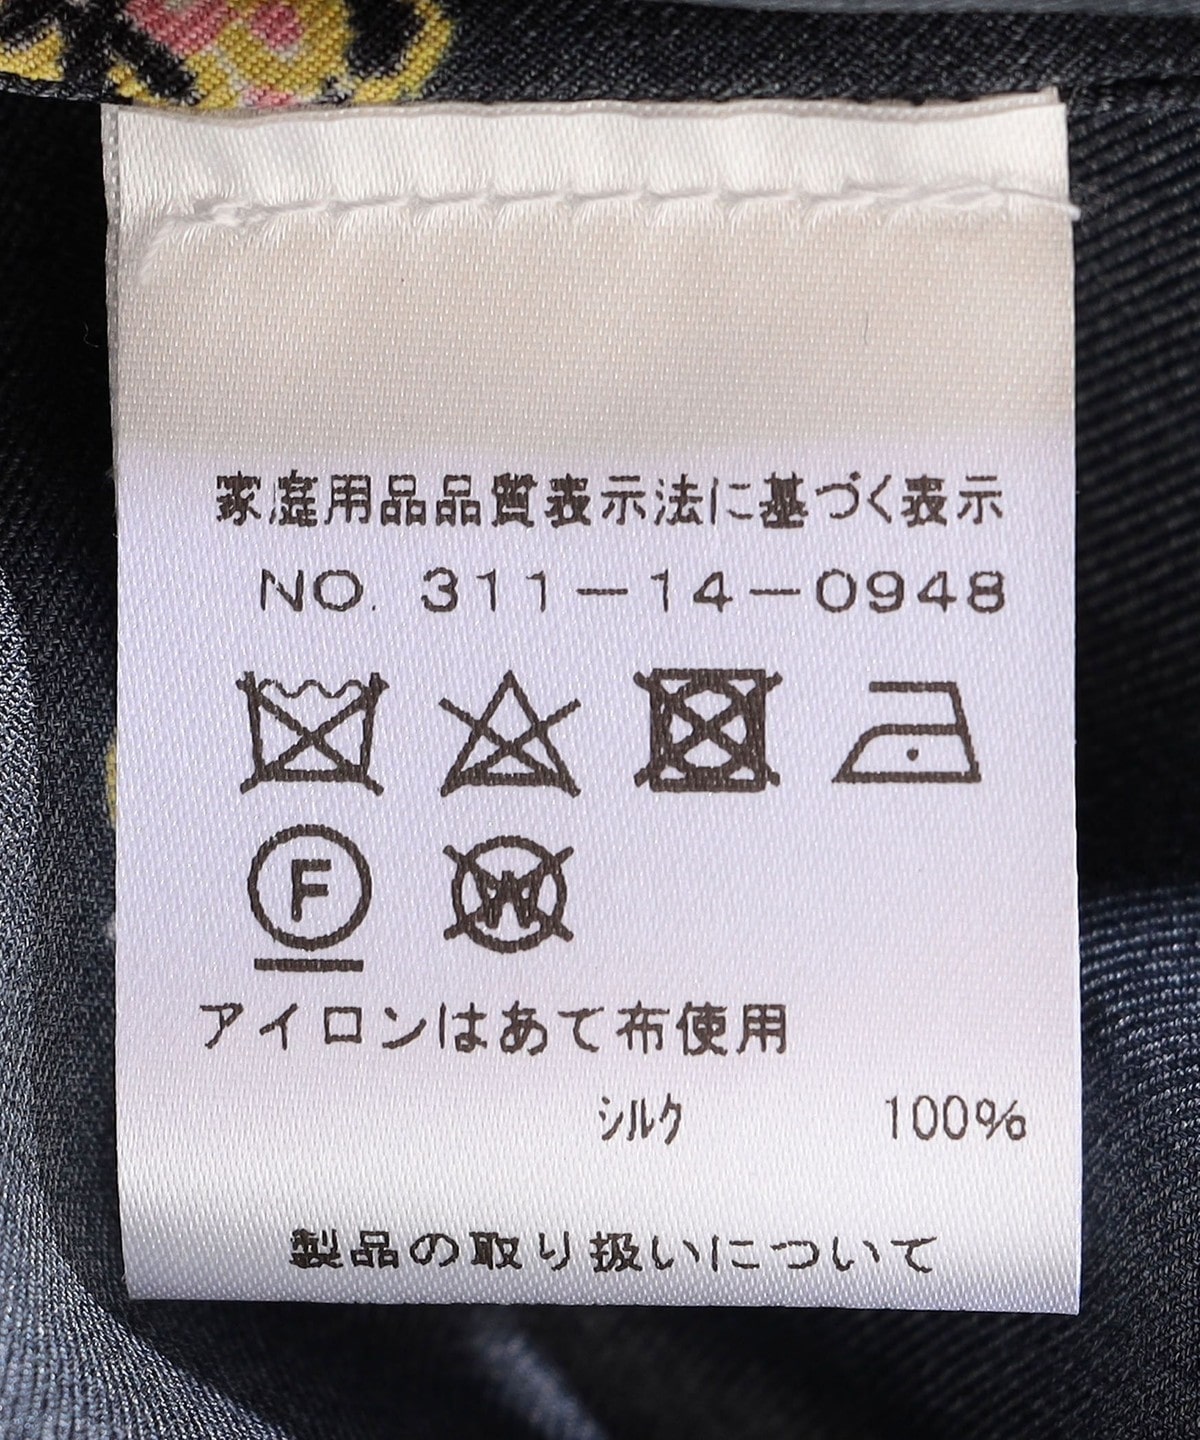 家庭用品品質表示法に基づく表示
NO. 311-14-0948
F W
アイロンはあて布使用
シルク 100%
製品の取り扱いについて